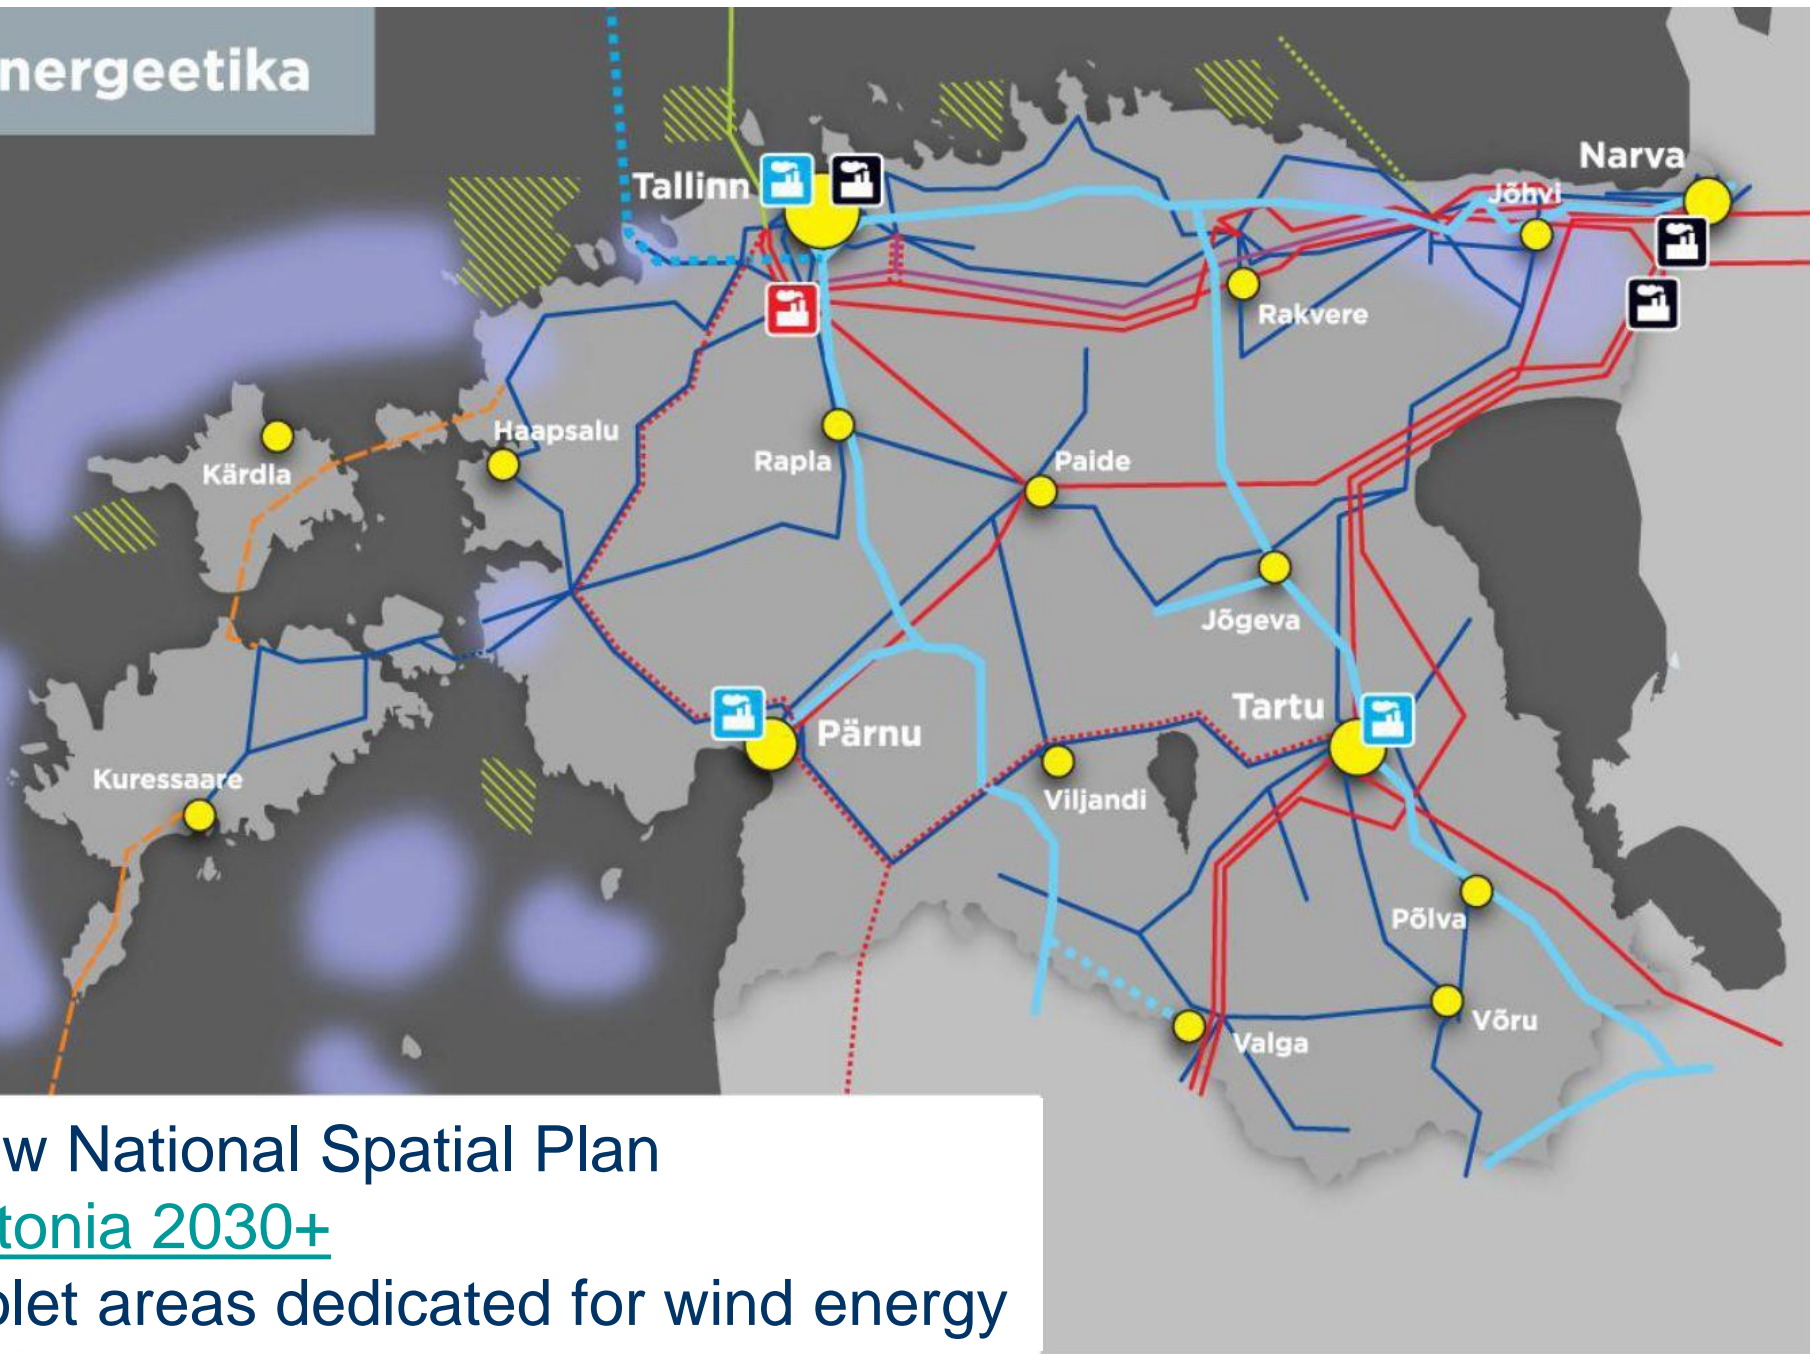 nergeetika
Narva
Tallinn
Jõhvi
Rakvere
Haapsalu
Kärdla
Rapla
Paide
Jõgeva
Tartu
Pärnu
Kuressaare
Viljandi
Põlva
Võru
Valga
w National Spatial Plan
tonia 2030+
olet areas dedicated for wind energy